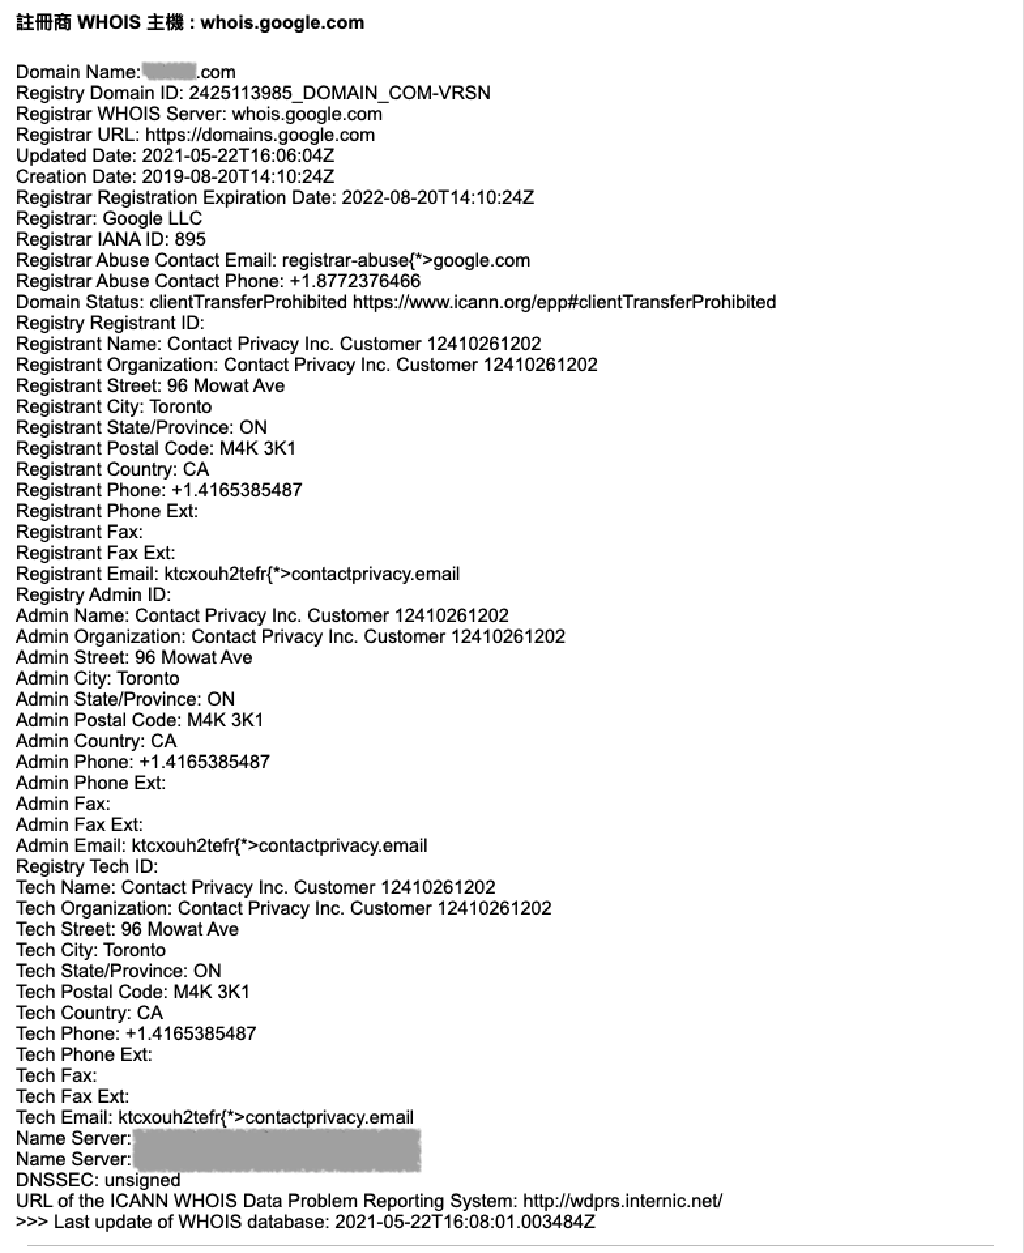 註冊商 WHOIS 主機 : whois.google.com
Domain Name: .com
Registry Domain ID: 2425113985_DOMAIN_COM-VRSN
Registrar WHOIS Server: whois.google.com
Registrar URL: https://domains.google.com
Updated Date: 2021-05-22T16:06:04Z
Creation Date: 2019-08-20T14:10:24Z
Registrar Registration Expiration Date: 2022-08-20T14:10:24Z
Registrar: Google LLC
Registrar IANA ID: 895
Registrar Abuse Contact Email: registrar-abuse{*>google.com
Registrar Abuse Contact Phone: +1.8772376466
Domain Status: clientTransferProhibited https://www.icann.org/epp#clientTransferProhibited
Registry Registrant ID:
Registrant Name: Contact Privacy Inc. Customer 12410261202
Registrant Organization: Contact Privacy Inc. Customer 12410261202
Registrant Street: 96 Mowat Ave
Registrant City: Toronto
Registrant State/Province: ON
Registrant Postal Code: M4K 3K1
Registrant Country: CA
Registrant Phone: +1.4165385487
Registrant Phone Ext:
Registrant Fax:
Registrant Fax Ext:
Registrant Email: ktcxouh2tefr{*>contactprivacy.email
Registry Admin ID:
Admin Name: Contact Privacy Inc. Customer 12410261202
Admin Organization: Contact Privacy Inc. Customer 12410261202
Admin Street: 96 Mowat Ave
Admin City: Toronto
Admin State/Province: ON
Admin Postal Code: M4K 3K1
Admin Country: CA
Admin Phone: +1.4165385487
Admin Phone Ext:
Admin Fax:
Admin Fax Ext:
Admin Email: ktcxouh2tefr{*>contactprivacy.email
Registry Tech ID:
Tech Name: Contact Privacy Inc. Customer 12410261202
Tech Organization: Contact Privacy Inc. Customer 12410261202
Tech Street: 96 Mowat Ave
Tech City: Toronto
Tech State/Province: ON
Tech Postal Code: M4K 3K1
Tech Country: CA
Tech Phone: +1.4165385487
Tech Phone Ext:
Tech Fax:
Tech Fax Ext:
Tech Email: ktcxouh2tefr{*>contactprivacy.email
Name Server:
Name Server:
DNSSEC: unsigned
URL of the ICANN WHOIS Data Problem Reporting System: http://wdprs.internic.net/
>>> Last update of WHOIS database: 2021-05-22T16:08:01.003484Z